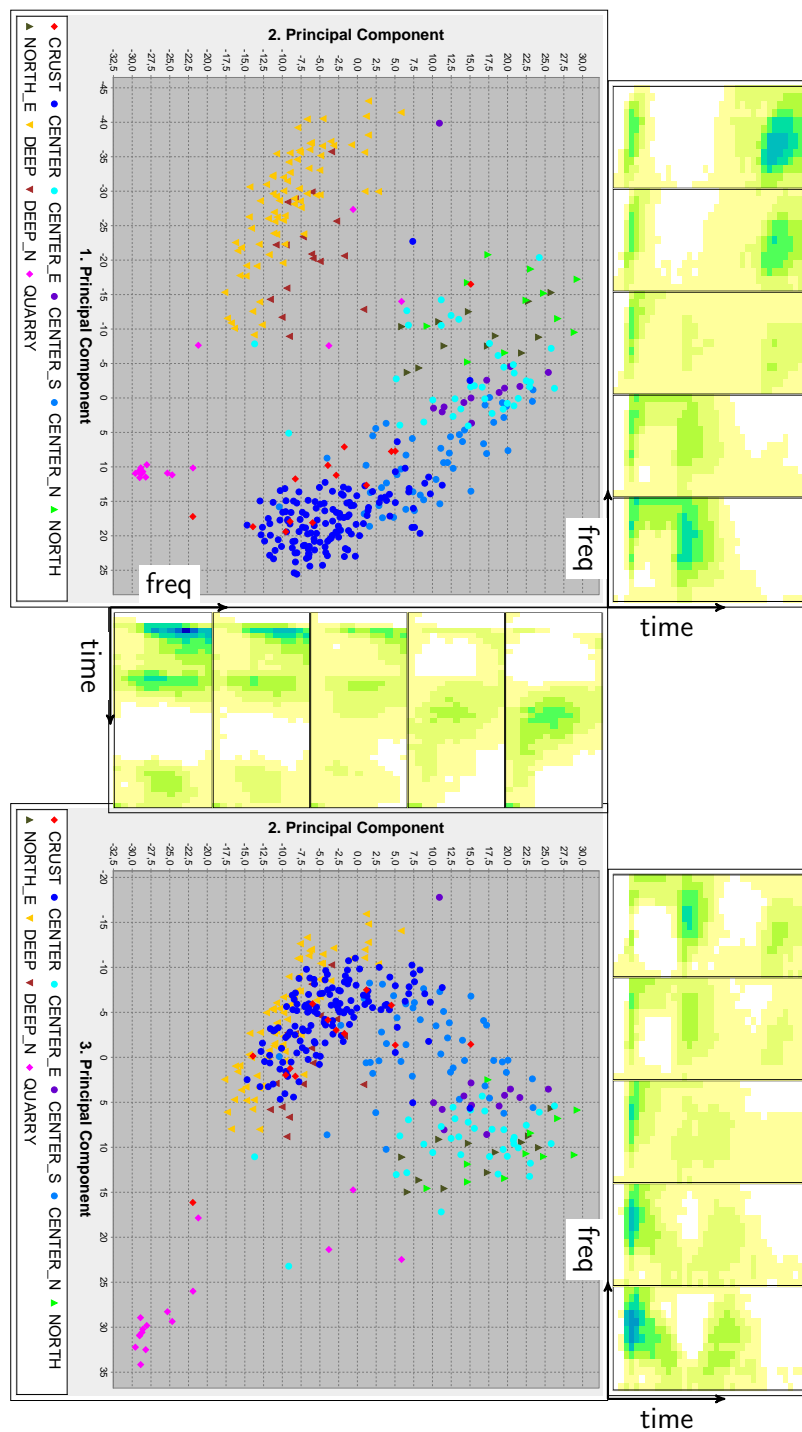 2. Principal Component
-32,5 -30,0 -27,5 -25,0 -22,5 -20,0 -17,5 -15,0 -12,5 -10,0 -7,5 -5,0 -2,5 0,0 2,5 5,0 7,5 10,0 12,5 15,0 17,5 20,0 22,5 25,0 27,5 30,0
-45 -40 -35 -30 -25 -20 -15 -10 -5 0 5 10 15 20 25
1. Principal Component
CRUST CENTER CENTER_E CENTER_S CENTER_N NORTH
NORTH_E DEEP DEEP_N QUARRY
freq
time
freq
time
2. Principal Component
-32,5 -30,0 -27,5 -25,0 -22,5 -20,0 -17,5 -15,0 -12,5 -10,0 -7,5 -5,0 -2,5 0,0 2,5 5,0 7,5 10,0 12,5 15,0 17,5 20,0 22,5 25,0 27,5 30,0
-20 -15 -10 -5 0 5 10 15 20 25 30 35
3. Principal Component
CRUST CENTER CENTER_E CENTER_S CENTER_N NORTH
NORTH_E DEEP DEEP_N QUARRY
freq
time